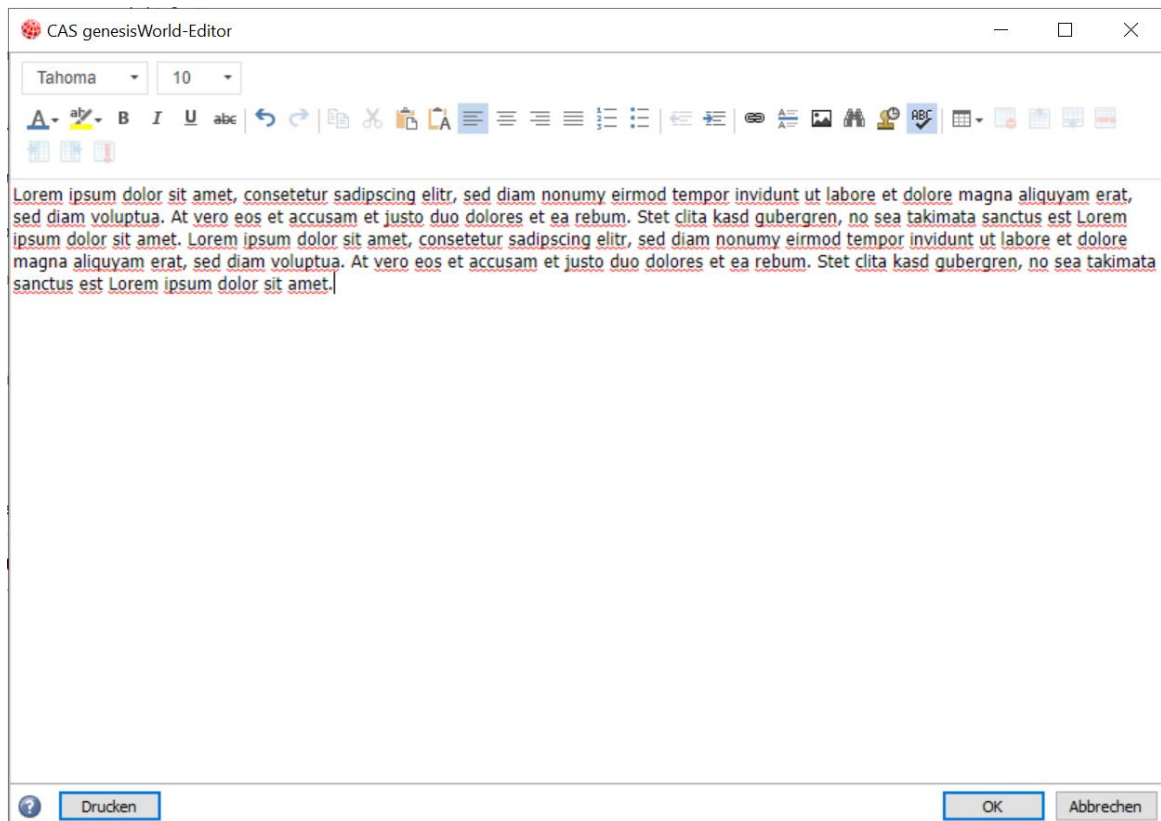 CAS genesisWorld-Editor
Tahoma 10
A ab B I U abc ABC
Lorem ipsum dolor sit amet, consetetur sadipscing elitr, sed diam nonumy eirmod tempor invidunt ut labore et dolore magna aliquyam erat,
sed diam voluptua. At vero eos et accusam et justo duo dolores et ea rebum. Stet clita kasd gubergren, no sea takimata sanctus est Lorem
ipsum dolor sit amet. Lorem ipsum dolor sit amet, consetetur sadipscing elitr, sed diam nonumy eirmod tempor invidunt ut labore et dolore
magna aliquyam erat, sed diam voluptua. At vero eos et accusam et justo duo dolores et ea rebum. Stet clita kasd gubergren, no sea takimata
sanctus est Lorem ipsum dolor sit amet.
Drucken OK Abbrechen